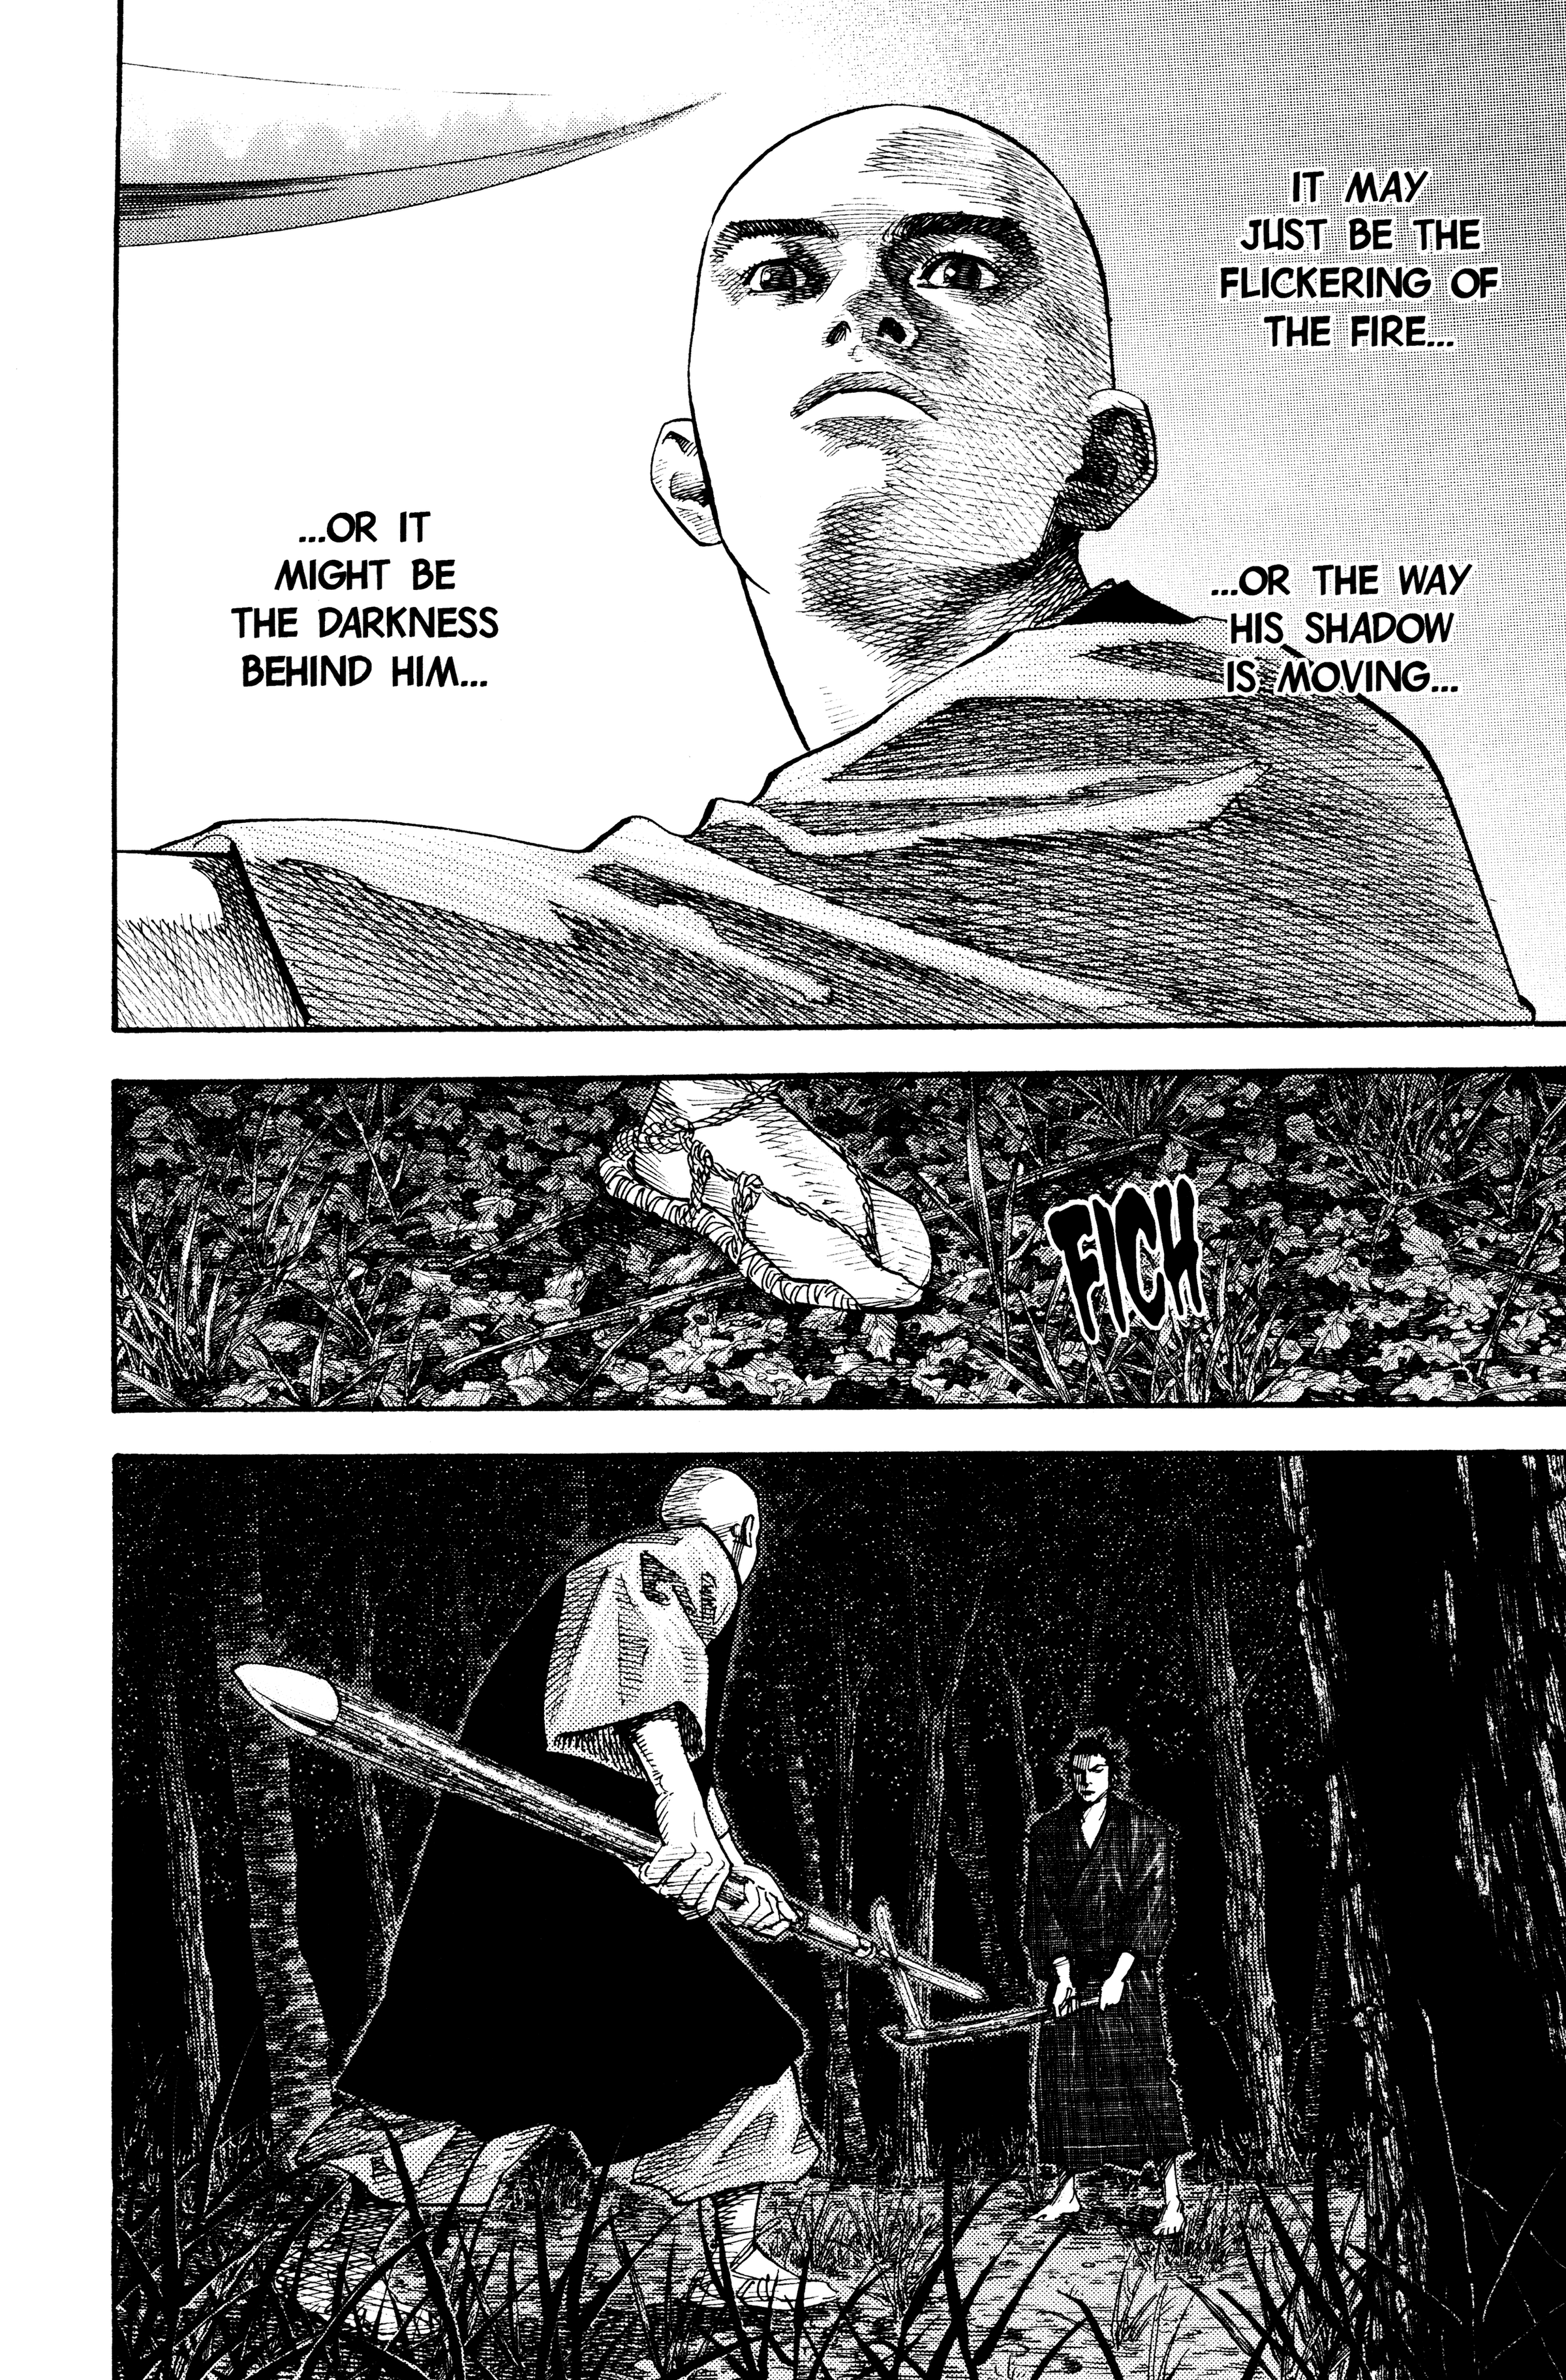 IT MAY
JUST BE THE
FLICKERING OF
THE FIRE...
...OR THE WAY
HIS SHADOW
IS MOVING...
...OR IT
MIGHT BE
THE DARKNESS
BEHIND HIM...
FICH